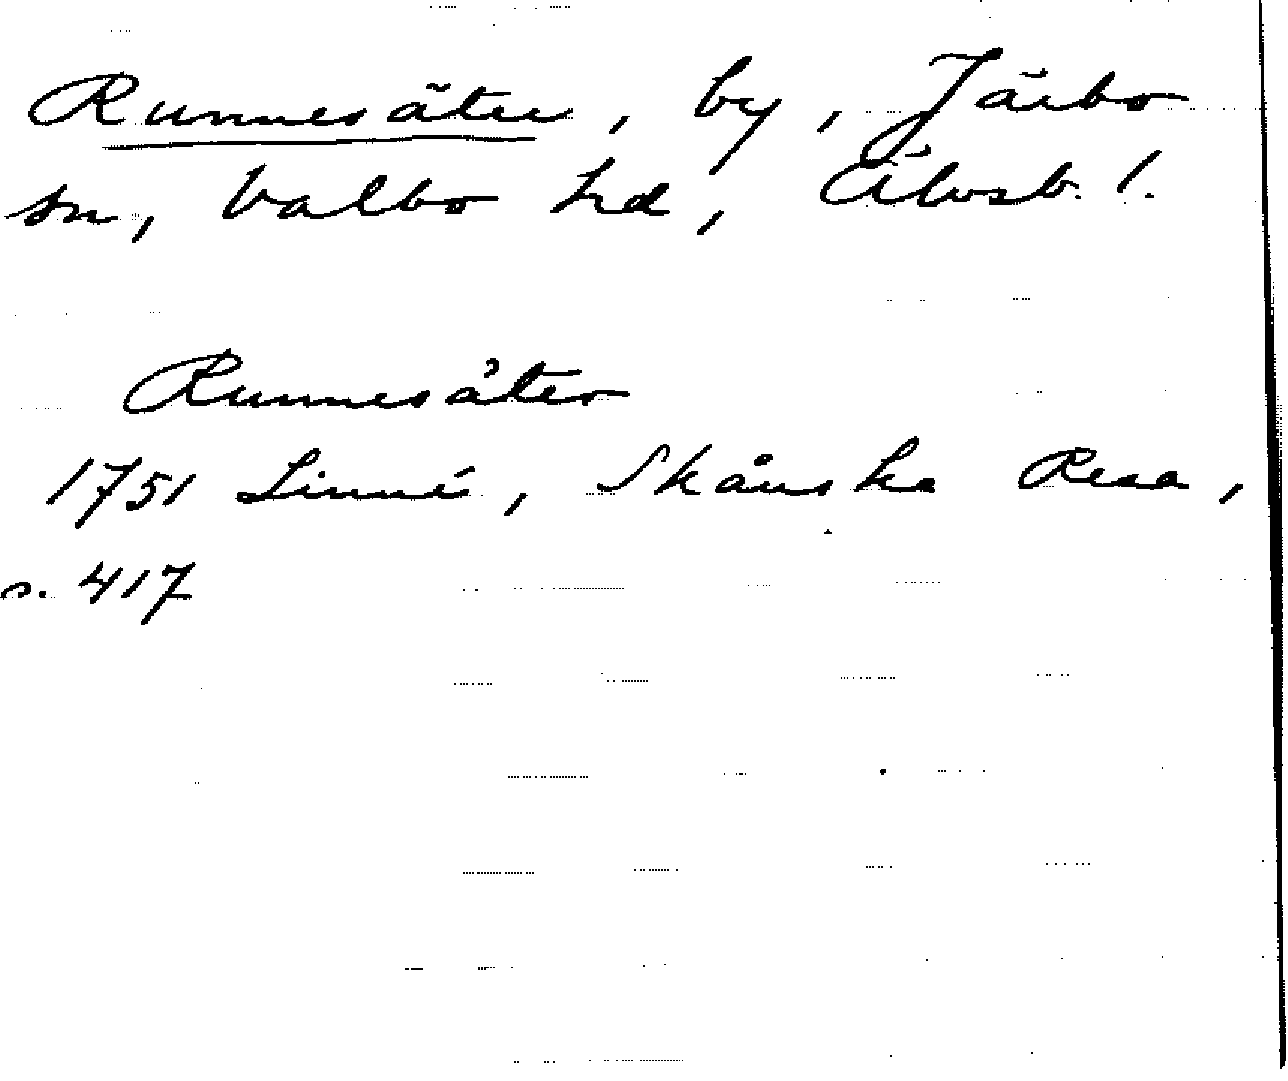 Runnesäter, by, Järbo
sn, Valbo hd, Älvsb. l.
Runnesäter
1751 Linné, Skånska Resa,
s. 417